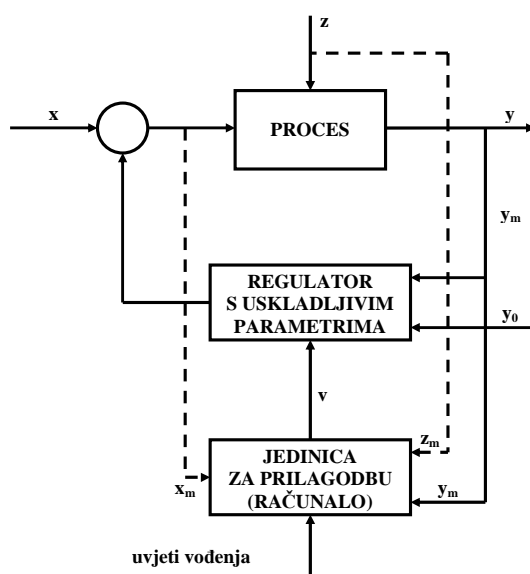 z
x
y
PROCES
yₘ
REGULATOR
S USKLADLJIVIM
PARAMETRIMA
y₀
v
zₘ
JEDINICA
ZA PRILAGODBU
(RAČUNALO)
xₘ
yₘ
uvjeti vođenja